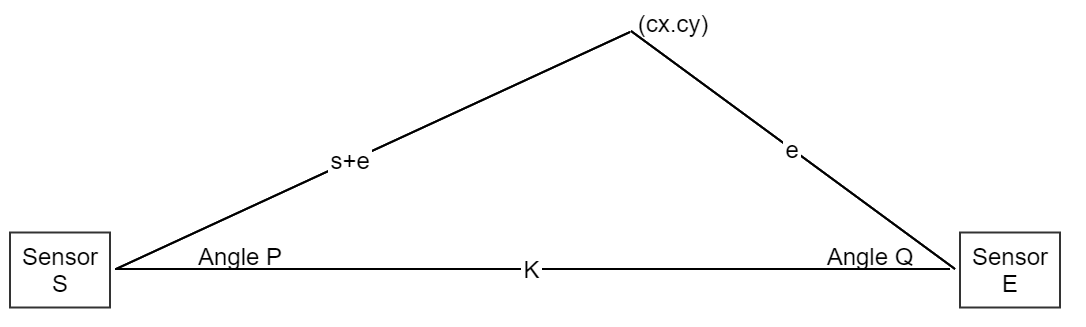 (cx.cy)
s+e
e
Sensor
S
Angle P
K
Angle Q
Sensor
E